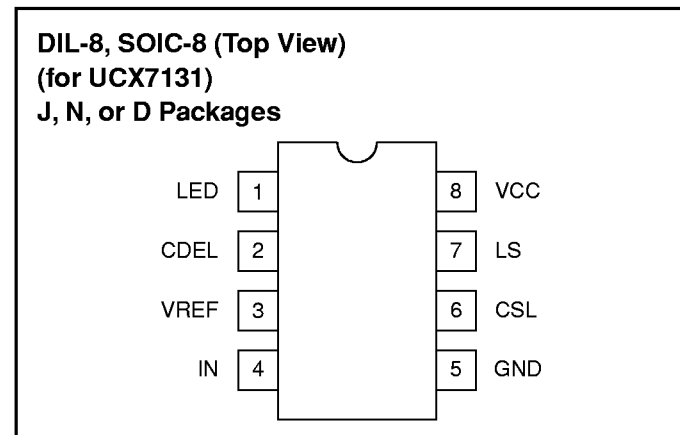 DIL-8, SOIC-8 (Top View)
(for UCX7131)
J, N, or D Packages
LED 1 8 VCC
CDEL 2 7 LS
VREF 3 6 CSL
IN 4 5 GND